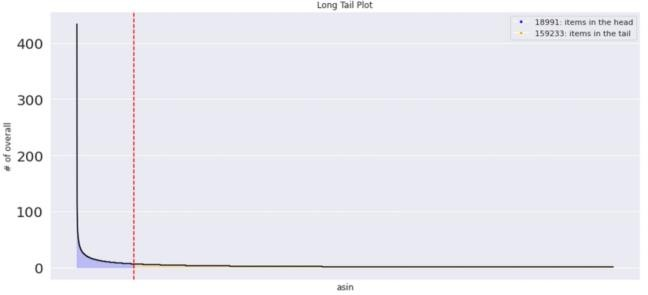 Long Tail Plot
18991: items in the head
159233: items in the tail
400
300
200
100
0
# of overall
asin